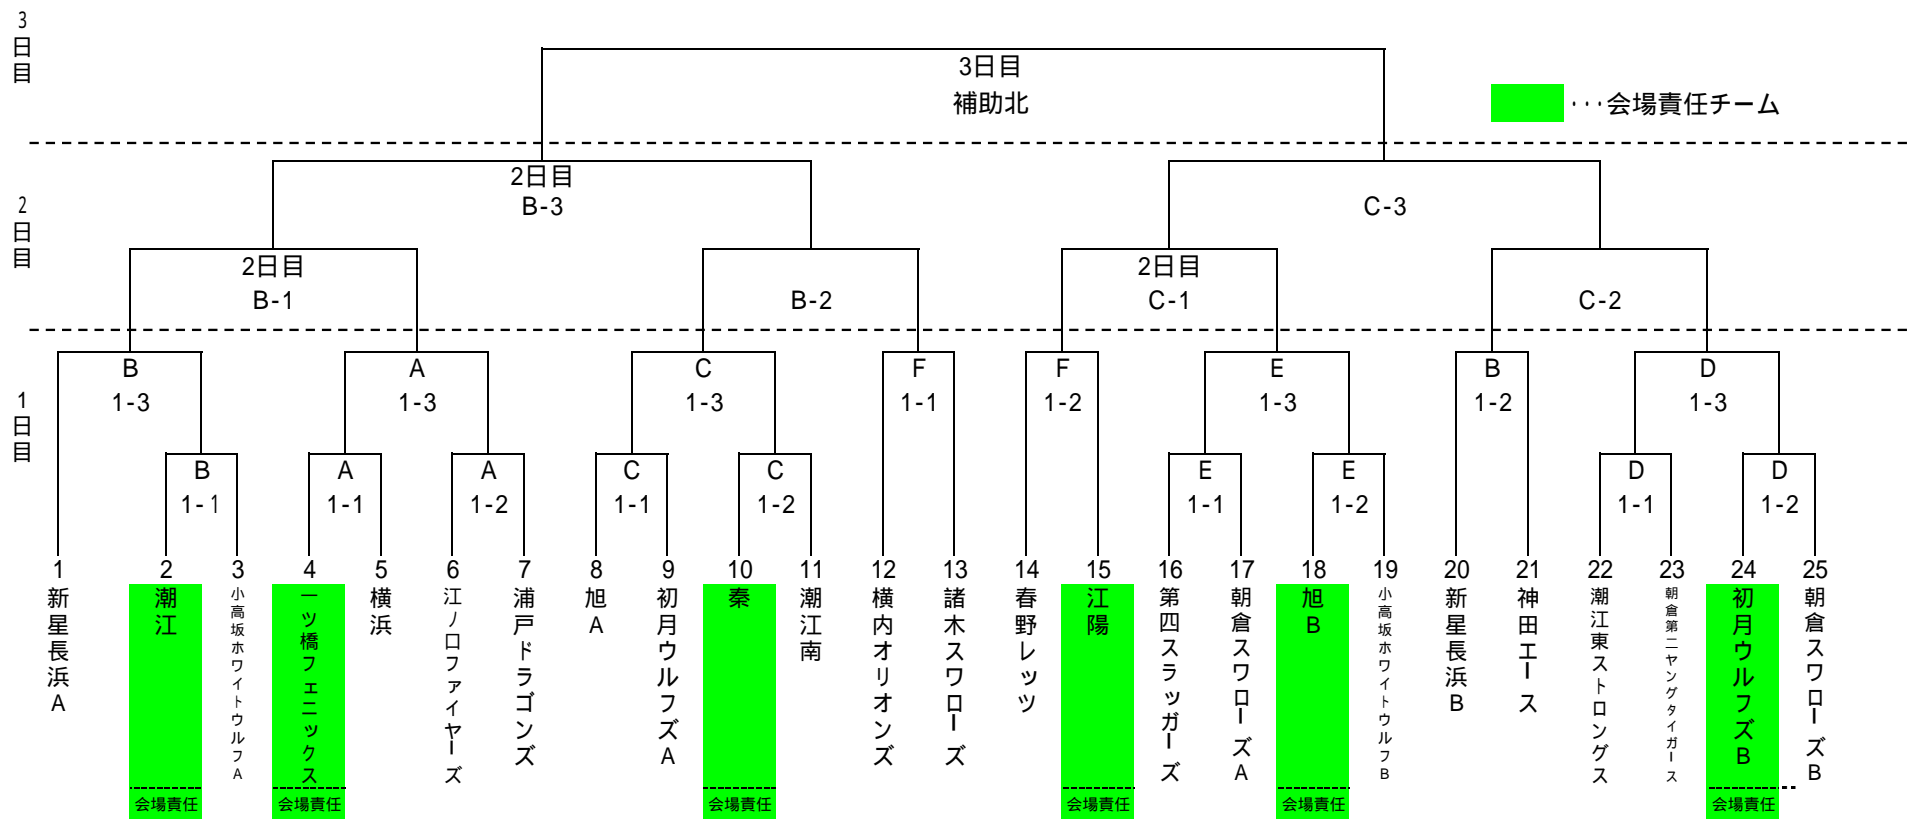 3日目
3日目
補助北
･･･会場責任チーム
2日目
2日目
B-3
C-3
2日目
B-1
B-2
2日目
C-1
C-2
1日目
B
1-3
A
1-3
C
1-3
F
1-1
F
1-2
E
1-3
B
1-2
D
1-3
B
1-1
A
1-1
A
1-2
C
1-1
C
1-2
E
1-1
E
1-2
D
1-1
D
1-2
1
新星長浜A
2
潮江
会場責任
3
小高坂ホワイトウルフA
4
一ツ橋フェニックス
会場責任
5
横浜
6
江ノ口ファイヤーズ
7
浦戸ドラゴンズ
8
旭A
9
初月ウルフズA
10
秦
会場責任
11
潮江南
12
横内オリオンズ
13
諸木スワローズ
14
春野レッツ
15
江陽
会場責任
16
第四スラッガーズ
17
朝倉スワローズA
18
旭B
会場責任
19
小高坂ホワイトウルフB
20
新星長浜B
21
神田エース
22
潮江東ストロングス
23
朝倉第二ヤングタイガース
24
初月ウルフズB
会場責任
25
朝倉スワローズB